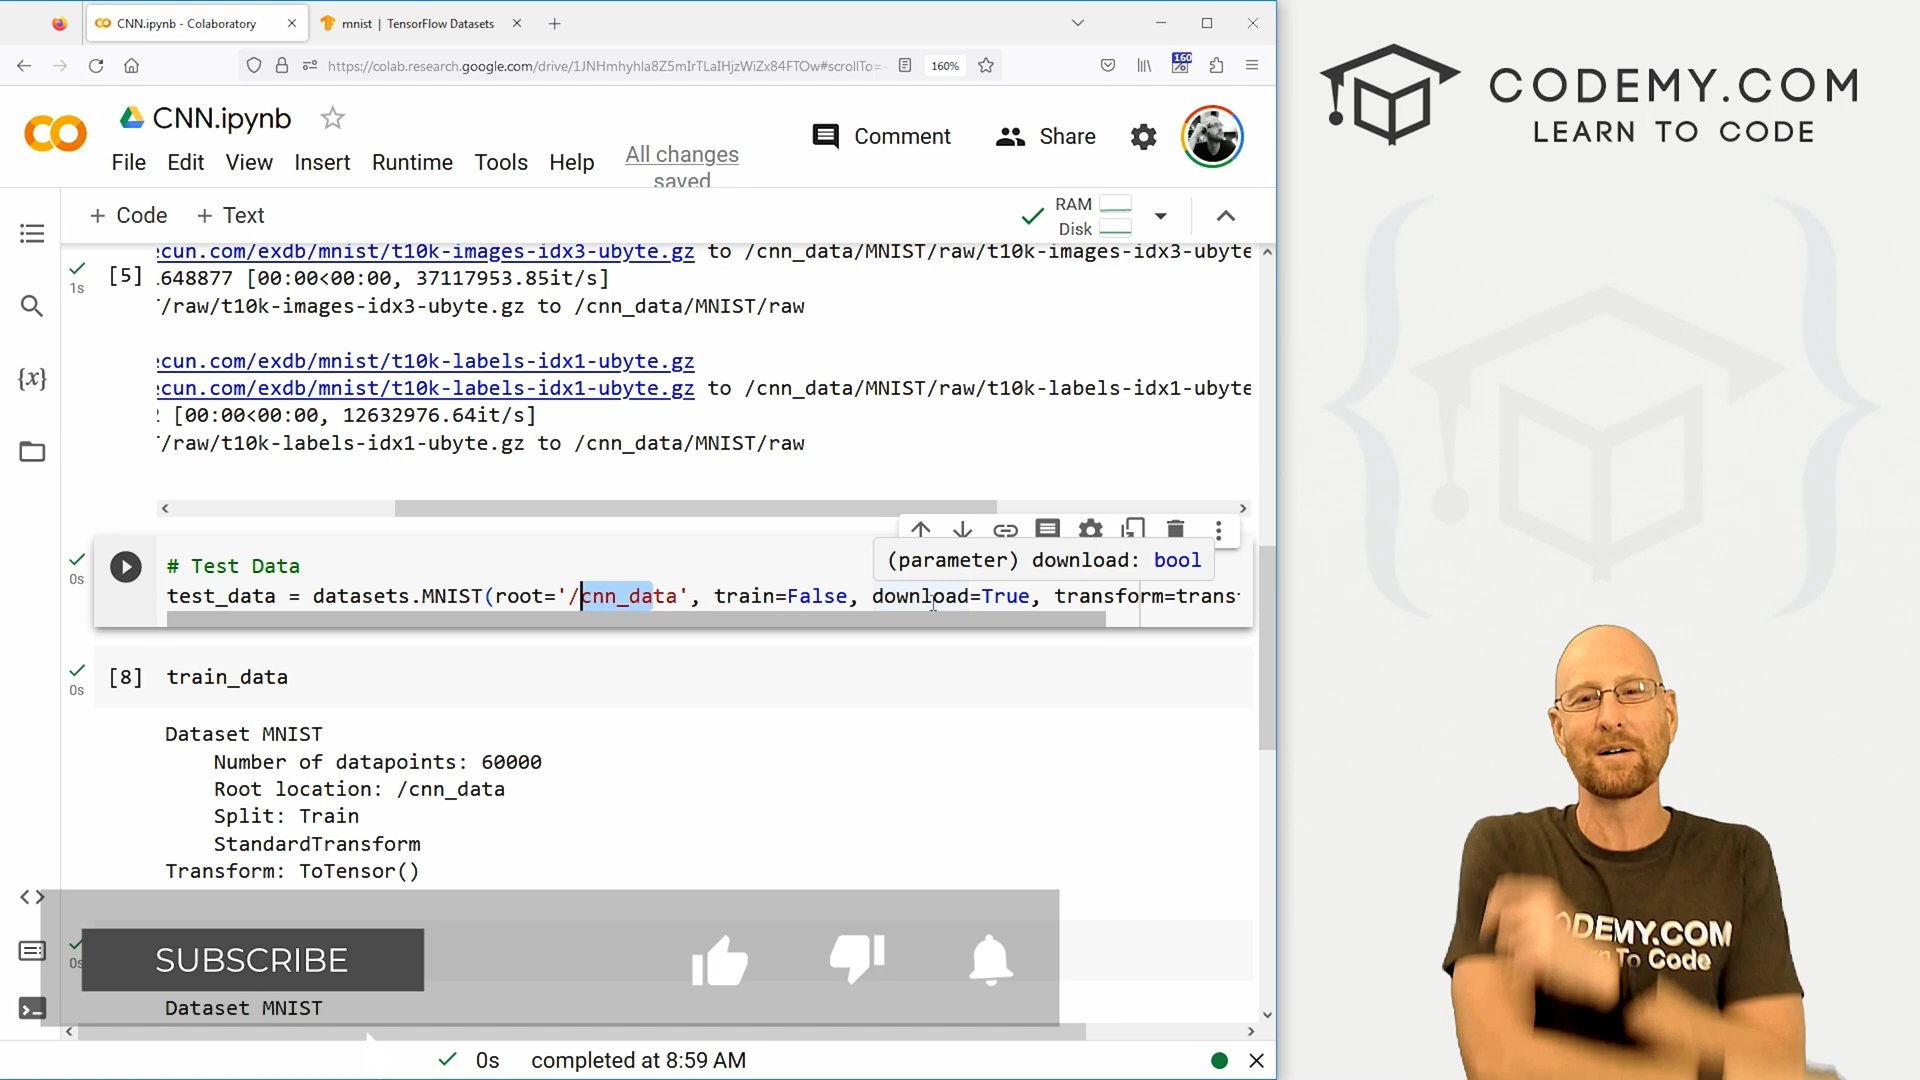 CNN.ipynb - Colaboratory
mnist | TensorFlow Datasets
https://colab.research.google.com/drive/1JNHmhyhla8Z5mIrTLaIHjzWiZx84FTOw#scrollTo=
160%
160
CNN.ipynb
File Edit View Insert Runtime Tools Help
All changes
saved
Comment
Share
+ Code + Text
RAM
Disk
cun.com/exdb/mnist/t10k-images-idx3-ubyte.gz to /cnn_data/MNIST/raw/t10k-images-idx3-ubyte
[5]
1s
648877 [00:00<00:00, 37117953.85it/s]
/raw/t10k-images-idx3-ubyte.gz to /cnn_data/MNIST/raw
cun.com/exdb/mnist/t10k-labels-idx1-ubyte.gz
cun.com/exdb/mnist/t10k-labels-idx1-ubyte.gz to /cnn_data/MNIST/raw/t10k-labels-idx1-ubyte
[00:00<00:00, 12632976.64it/s]
/raw/t10k-labels-idx1-ubyte.gz to /cnn_data/MNIST/raw
(parameter) download: bool
0s
# Test Data
test_data = datasets.MNIST(root='/cnn_data', train=False, download=True, transform=trans
[8]
0s
train_data
Dataset MNIST
Number of datapoints: 60000
Root location: /cnn_data
Split: Train
StandardTransform
Transform: ToTensor()
SUBSCRIBE
Dataset MNIST
0s completed at 8:59 AM
CODEMY.COM
LEARN TO CODE
CODEMY.COM
To Code